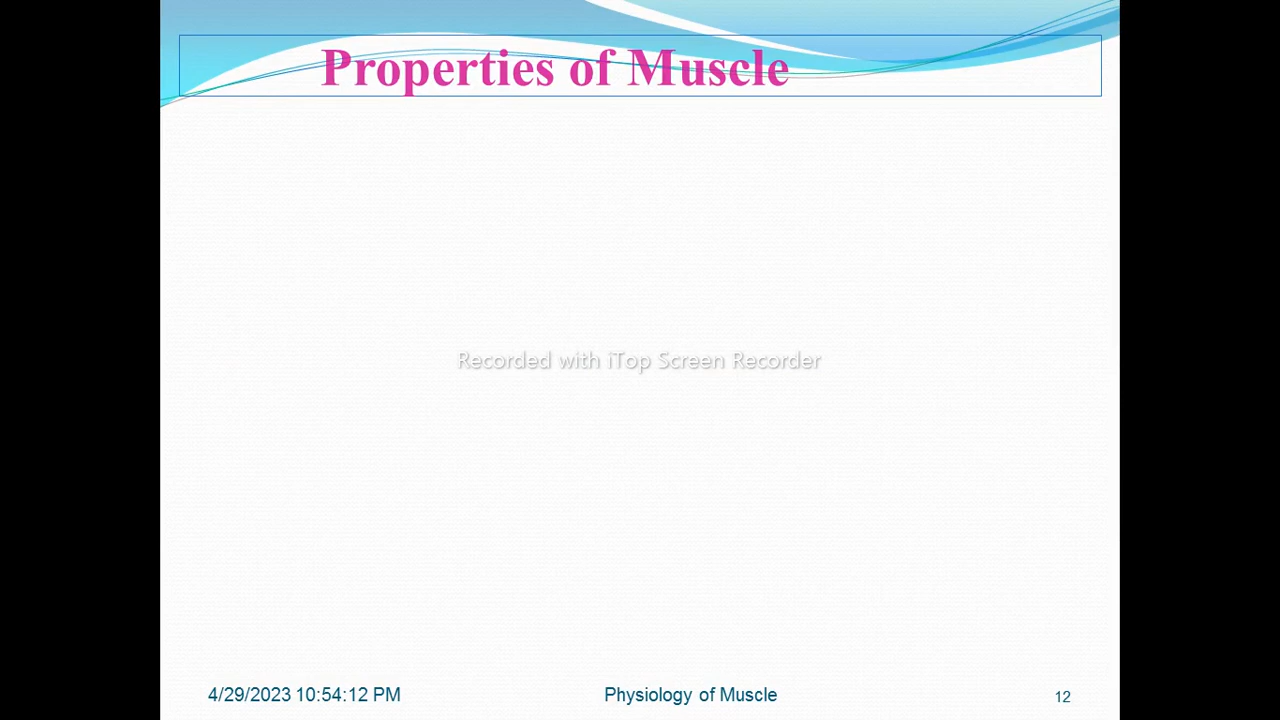 Properties of Muscle
Recorded with iTop Screen Recorder
4/29/2023 10:54:12 PM
Physiology of Muscle
12